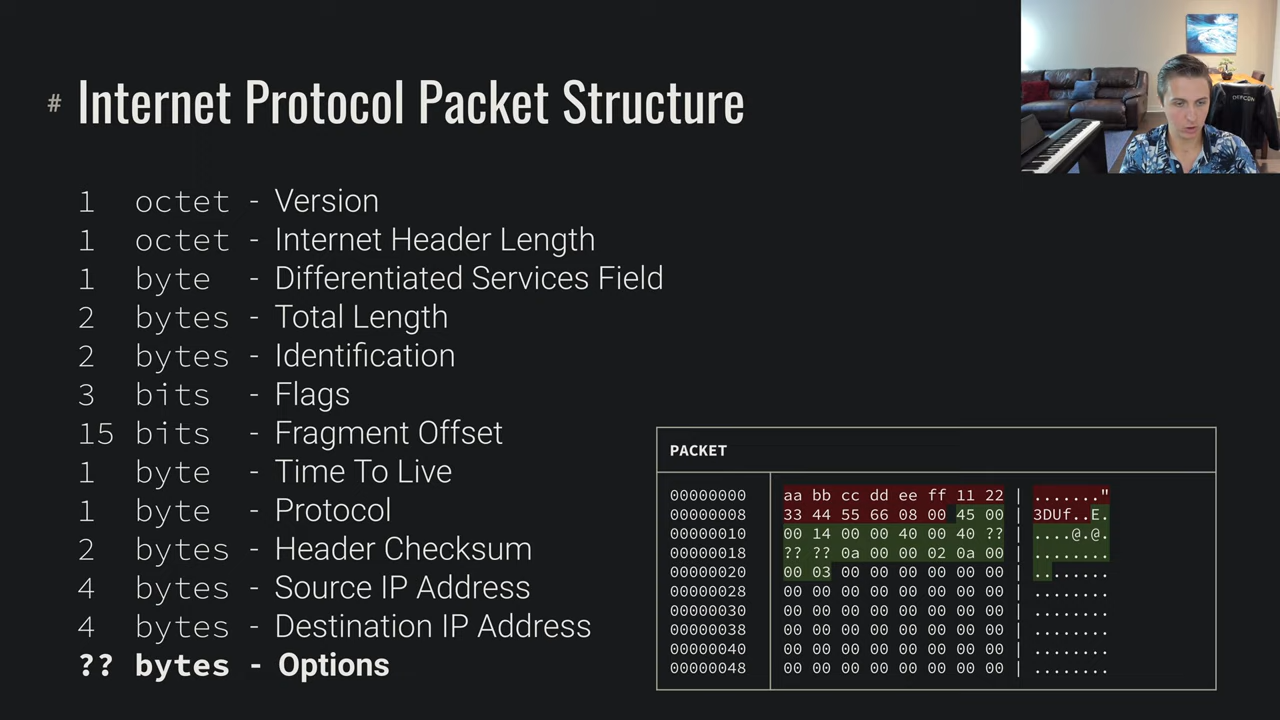 # Internet Protocol Packet Structure
DEFCON
1 octet - Version
1 octet - Internet Header Length
1 byte - Differentiated Services Field
2 bytes - Total Length
2 bytes - Identification
3 bits - Flags
15 bits - Fragment Offset
1 byte - Time To Live
1 byte - Protocol
2 bytes - Header Checksum
4 bytes - Source IP Address
4 bytes - Destination IP Address
?? bytes - Options
PACKET
00000000 aa bb cc dd ee ff 11 22 | ......."
00000008 33 44 55 66 08 00 45 00 | 3DUf..E.
00000010 00 14 00 00 40 00 40 ?? | ....@.@.
00000018 ?? ?? 0a 00 00 02 0a 00 | ........
00000020 00 03 00 00 00 00 00 00 | ........
00000028 00 00 00 00 00 00 00 00 | ........
00000030 00 00 00 00 00 00 00 00 | ........
00000038 00 00 00 00 00 00 00 00 | ........
00000040 00 00 00 00 00 00 00 00 | ........
00000048 00 00 00 00 00 00 00 00 | ........